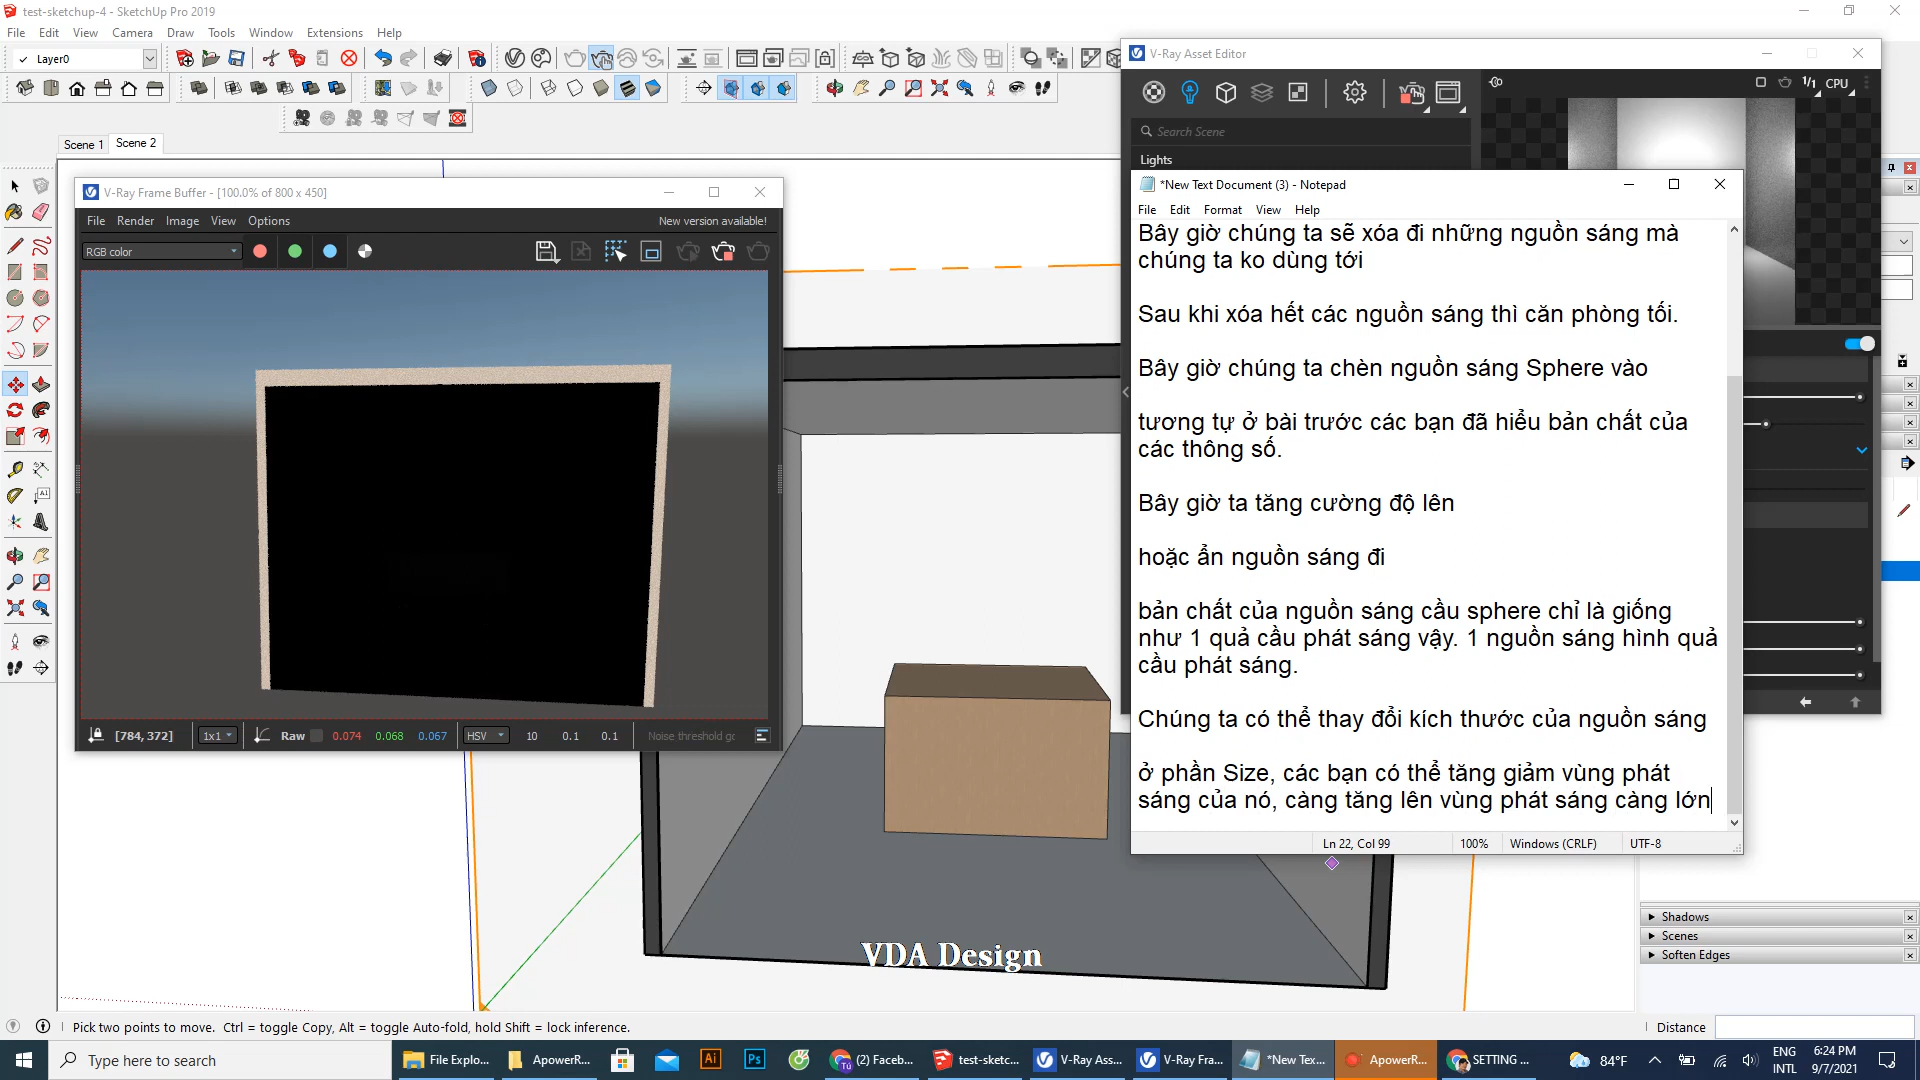 test-sketchup-4 - SketchUp Pro 2019
File Edit View Camera Draw Tools Window Extensions Help
Layer0
Scene 1 Scene 2
V-Ray Frame Buffer - [100.0% of 800 x 450]
File Render Image View Options New version available!
RGB color
[784, 372] 1x1 Raw 0.074 0.068 0.067 HSV 10 0.1 0.1 Noise threshold
V-Ray Asset Editor
1/1 CPU
Search Scene
Lights
*New Text Document (3) - Notepad
File Edit Format View Help
Bây giờ chúng ta sẽ xóa đi những nguồn sáng mà
chúng ta ko dùng tới
Sau khi xóa hết các nguồn sáng thì căn phòng tối.
Bây giờ chúng ta chèn nguồn sáng Sphere vào
tương tự ở bài trước các bạn đã hiểu bản chất của
các thông số.
Bây giờ ta tăng cường độ lên
hoặc ẩn nguồn sáng đi
bản chất của nguồn sáng cầu sphere chỉ là giống
như 1 quả cầu phát sáng vậy. 1 nguồn sáng hình quả
cầu phát sáng.
Chúng ta có thể thay đổi kích thước của nguồn sáng
ở phần Size, các bạn có thể tăng giảm vùng phát
sáng của nó, càng tăng lên vùng phát sáng càng lớn
Ln 22, Col 99 100% Windows (CRLF) UTF-8
VDA Design
Shadows
Scenes
Soften Edges
Pick two points to move. Ctrl = toggle Copy, Alt = toggle Auto-fold, hold Shift = lock inference.
Distance
Type here to search
File Explo...
ApowerR...
Ai
Ps
(2) Faceb...
test-sketc...
V-Ray Ass...
V-Ray Fra...
*New Tex...
ApowerR...
SETTING ...
84°F
ENG
INTL
6:24 PM
9/7/2021